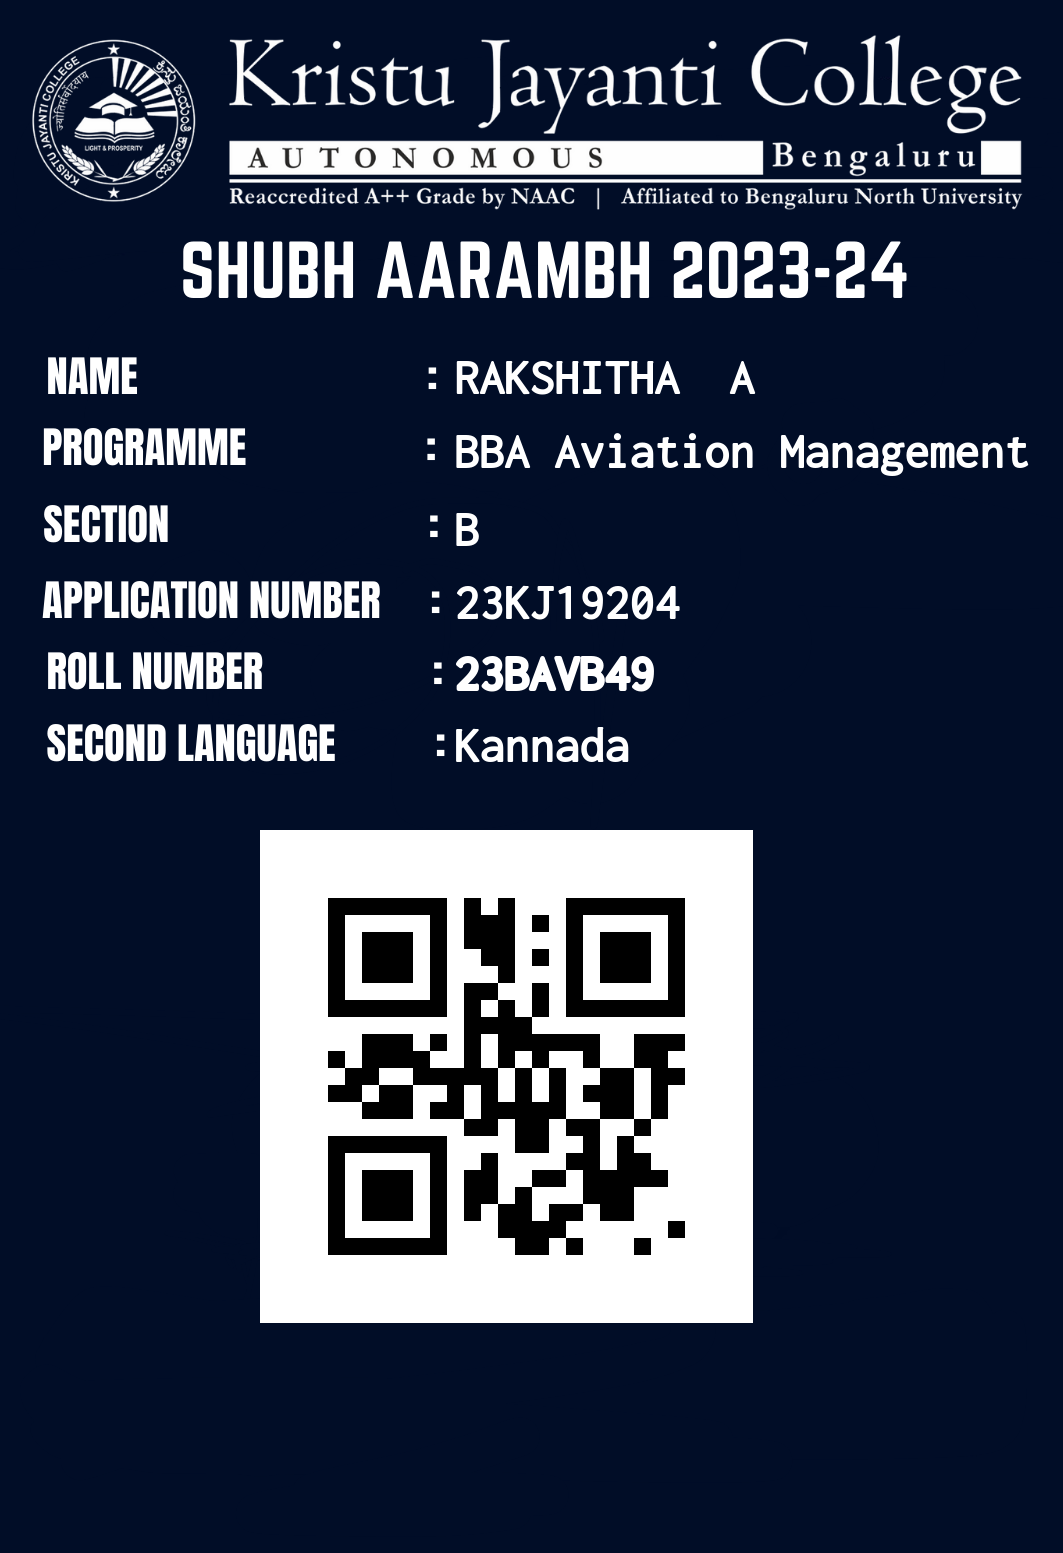 Kristu Jayanti College
AUTONOMOUS Bengaluru
Reaccredited A++ Grade by NAAC | Affiliated to Bengaluru North University
KRISTU JAYANTI COLLEGE
LIGHT & PROSPERITY
SHUBH AARAMBH 2023-24
NAME : RAKSHITHA A
PROGRAMME : BBA Aviation Management
SECTION : B
APPLICATION NUMBER : 23KJ19204
ROLL NUMBER : 23BAVB49
SECOND LANGUAGE : Kannada